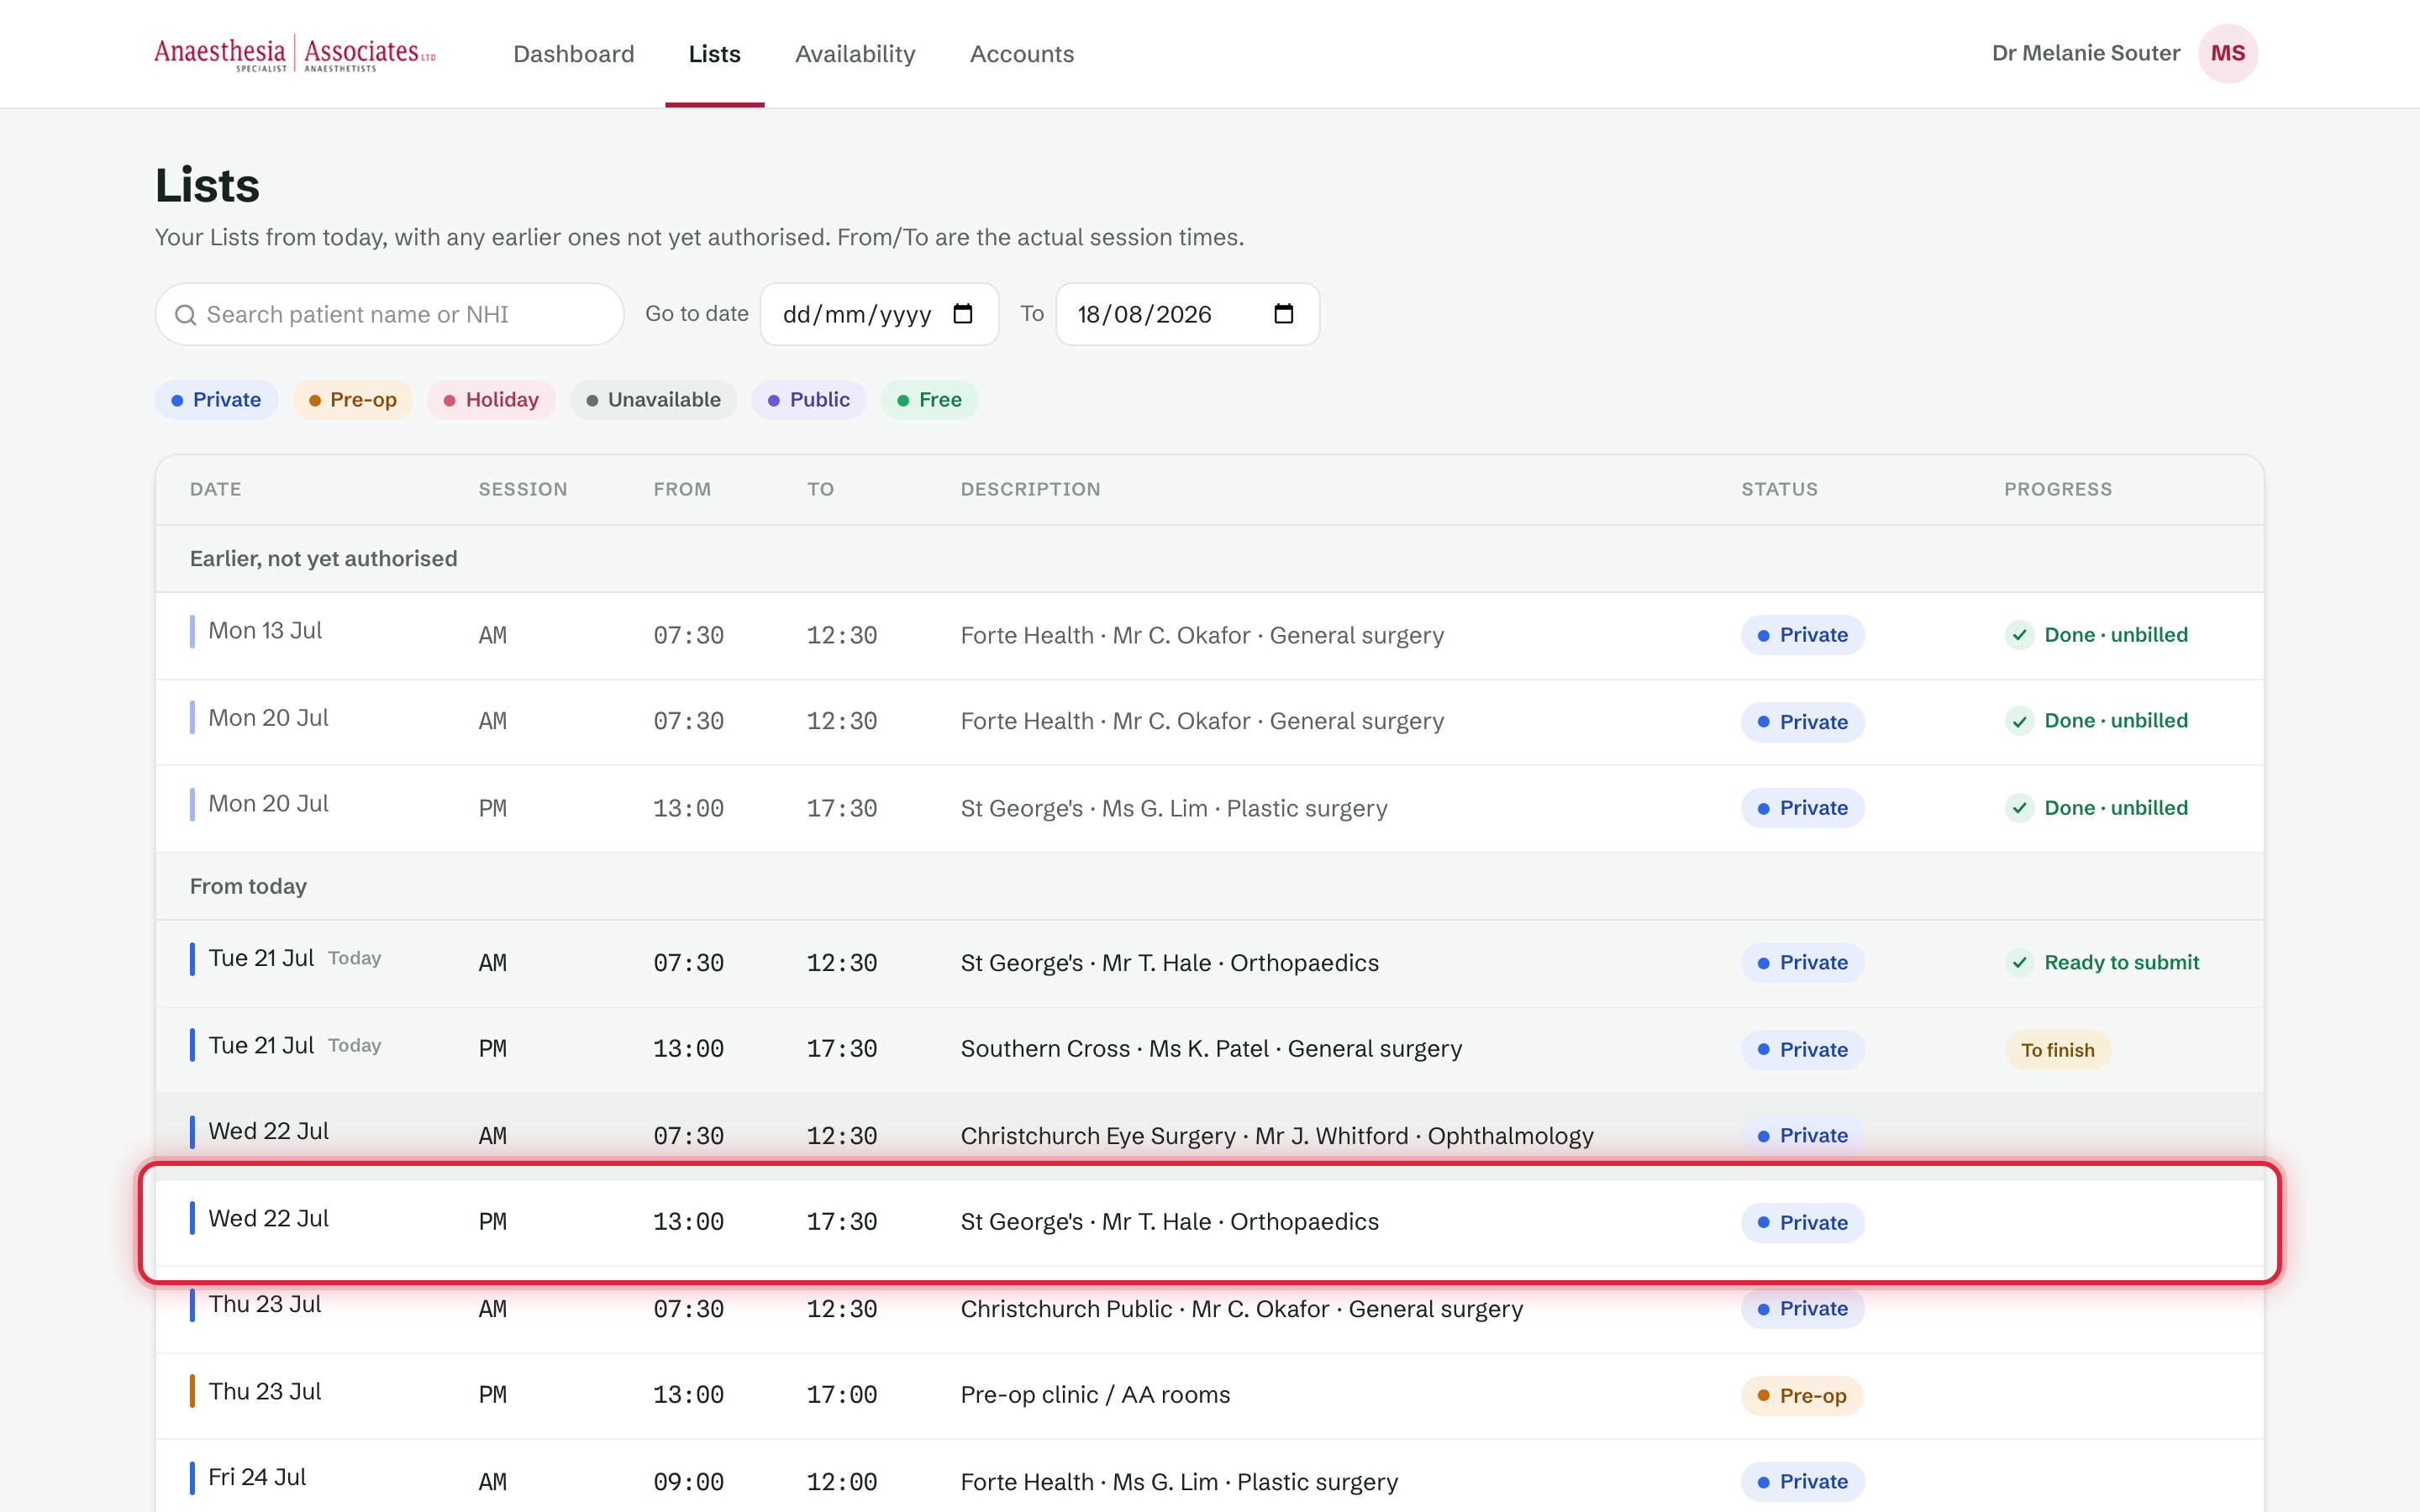 Anaesthesia Associates LTD
SPECIALIST ANAESTHETISTS
Dashboard Lists Availability Accounts
Dr Melanie Souter MS
Lists
Your Lists from today, with any earlier ones not yet authorised. From/To are the actual session times.
Search patient name or NHI Go to date dd/mm/yyyy To 18/08/2026
Private Pre-op Holiday Unavailable Public Free
DATE SESSION FROM TO DESCRIPTION STATUS PROGRESS
Earlier, not yet authorised
Mon 13 Jul AM 07:30 12:30 Forte Health · Mr C. Okafor · General surgery Private Done · unbilled
Mon 20 Jul AM 07:30 12:30 Forte Health · Mr C. Okafor · General surgery Private Done · unbilled
Mon 20 Jul PM 13:00 17:30 St George's · Ms G. Lim · Plastic surgery Private Done · unbilled
From today
Tue 21 Jul Today AM 07:30 12:30 St George's · Mr T. Hale · Orthopaedics Private Ready to submit
Tue 21 Jul Today PM 13:00 17:30 Southern Cross · Ms K. Patel · General surgery Private To finish
Wed 22 Jul AM 07:30 12:30 Christchurch Eye Surgery · Mr J. Whitford · Ophthalmology Private
Wed 22 Jul PM 13:00 17:30 St George's · Mr T. Hale · Orthopaedics Private
Thu 23 Jul AM 07:30 12:30 Christchurch Public · Mr C. Okafor · General surgery Private
Thu 23 Jul PM 13:00 17:00 Pre-op clinic / AA rooms Pre-op
Fri 24 Jul AM 09:00 12:00 Forte Health · Ms G. Lim · Plastic surgery Private